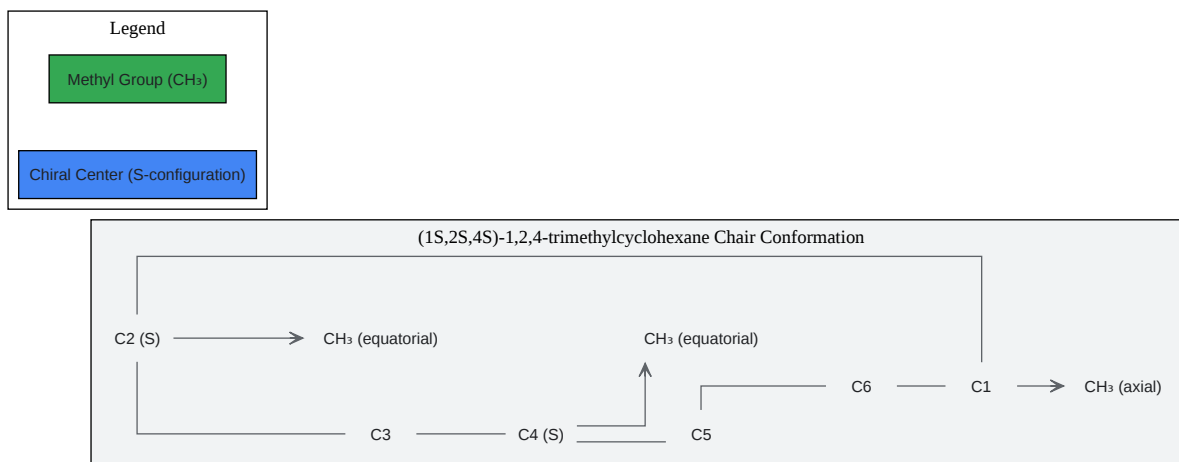 Legend
Methyl Group (CH₃)
Chiral Center (S-configuration)
(1S,2S,4S)-1,2,4-trimethylcyclohexane Chair Conformation
C2 (S)
CH₃ (equatorial)
CH₃ (equatorial)
C6
C1
CH₃ (axial)
C3
C4 (S)
C5